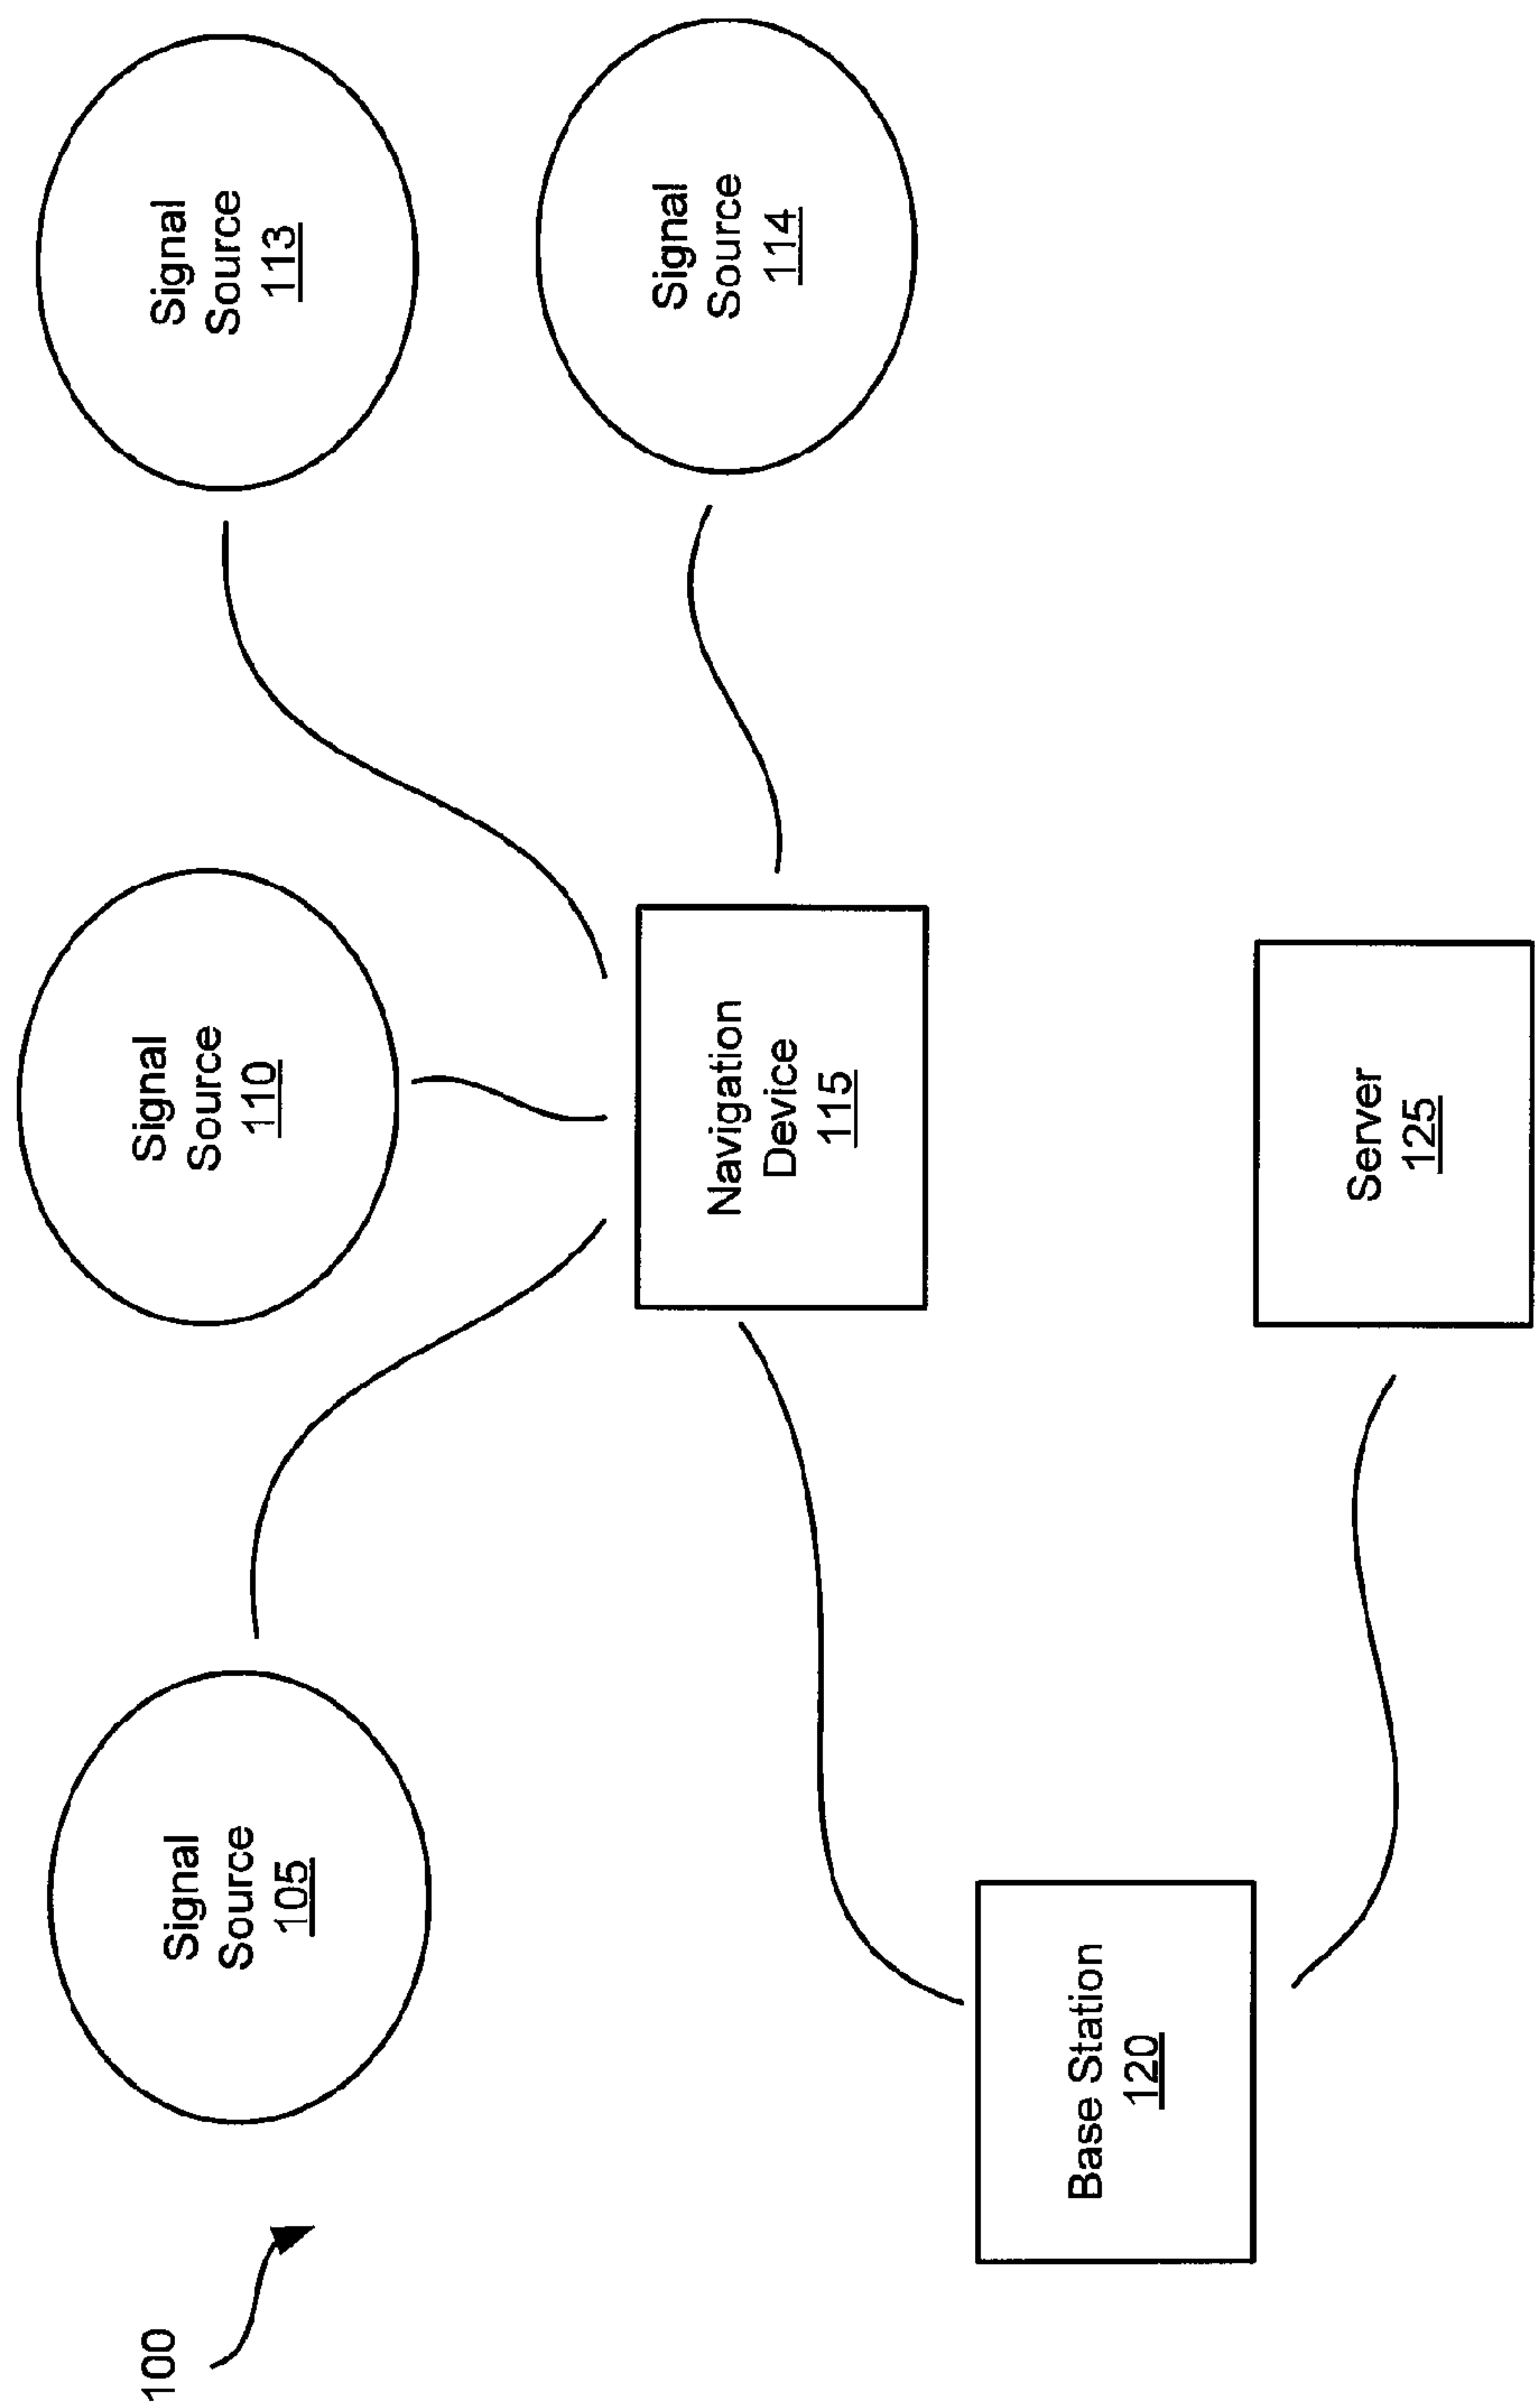 100
Signal
Source
105
Signal
Source
110
Signal
Source
113
Signal
Source
114
Navigation
Device
115
Base Station
120
Server
125